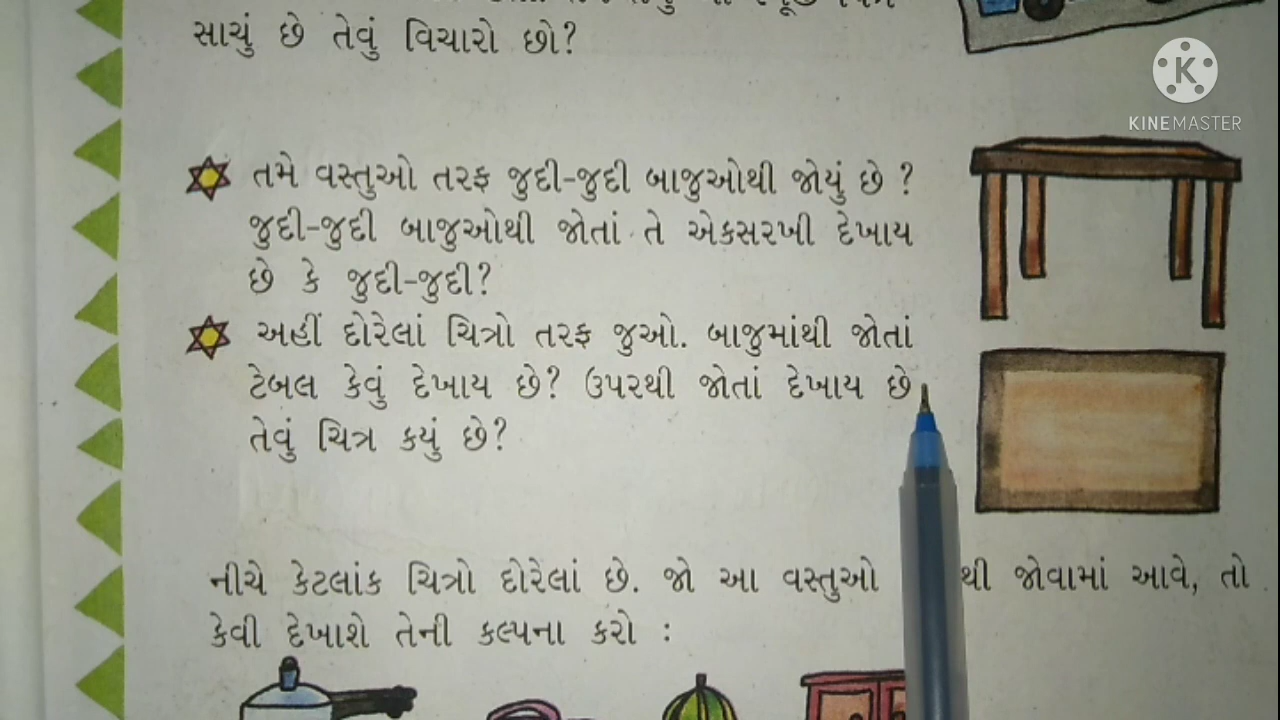 સાચું છે તેવું વિચારો છો?
K
KINEMASTER
તમે વસ્તુઓ તરફ જુદી-જુદી બાજુઓથી જોયું છે ?
જુદી-જુદી બાજુઓથી જોતાં તે એકસરખી દેખાય
છે કે જુદી-જુદી?
અહીં દોરેલાં ચિત્રો તરફ જુઓ. બાજુમાંથી જોતાં
ટેબલ કેવું દેખાય છે? ઉપરથી જોતાં દેખાય છે
તેવું ચિત્ર કયું છે?
નીચે કેટલાંક ચિત્રો દોરેલાં છે. જો આ વસ્તુઓ જોવામાં આવે, તો
કેવી દેખાશે તેની કલ્પના કરો :